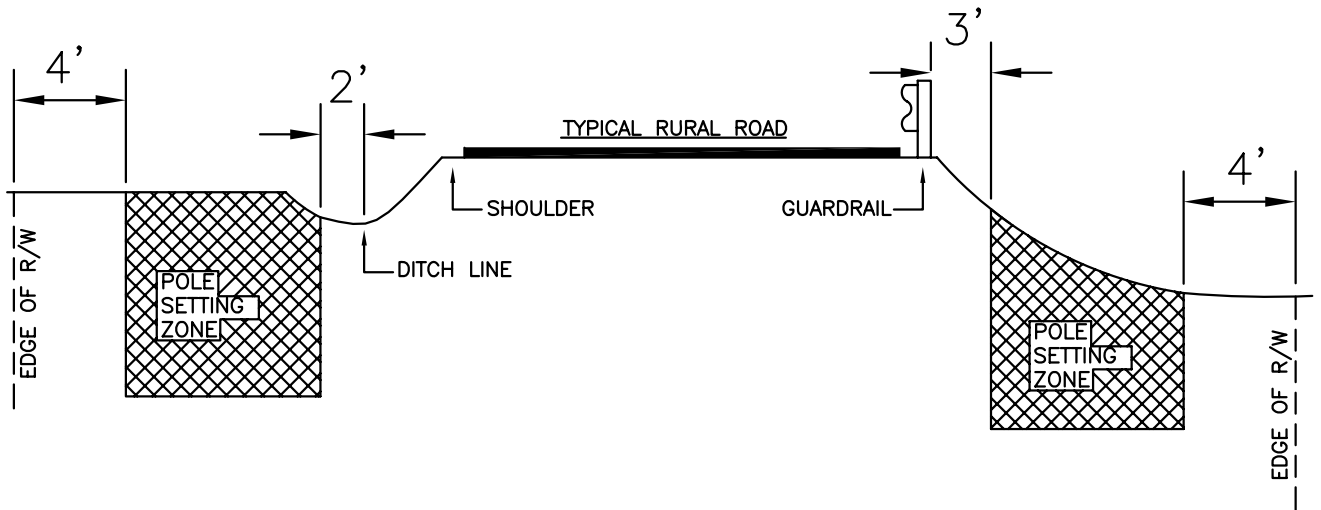 3'
4'
2'
TYPICAL RURAL ROAD
4'
SHOULDER
GUARDRAIL
DITCH LINE
EDGE OF R/W
POLE
SETTING
ZONE
POLE
SETTING
ZONE
EDGE OF R/W